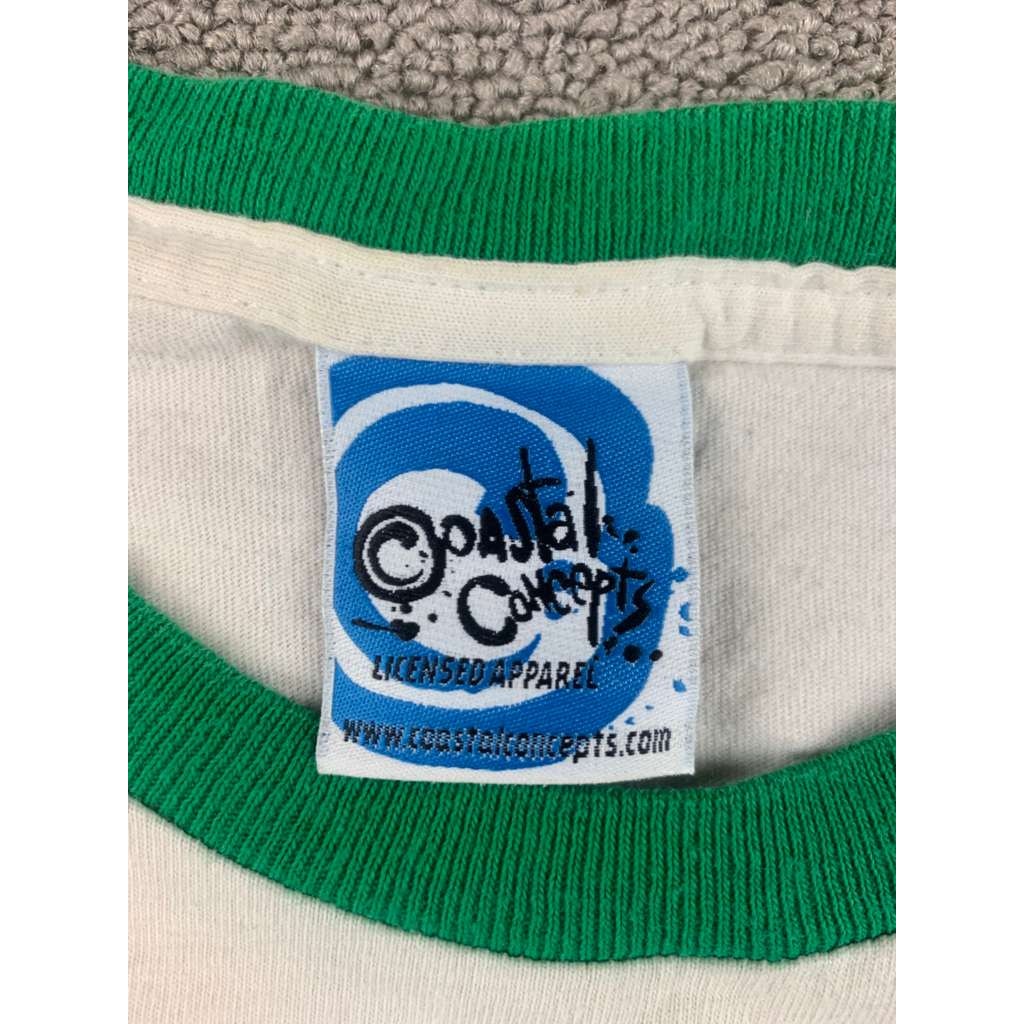 ©Coastal
Concepts
LICENSED APPAREL
www.coastalconcepts.com